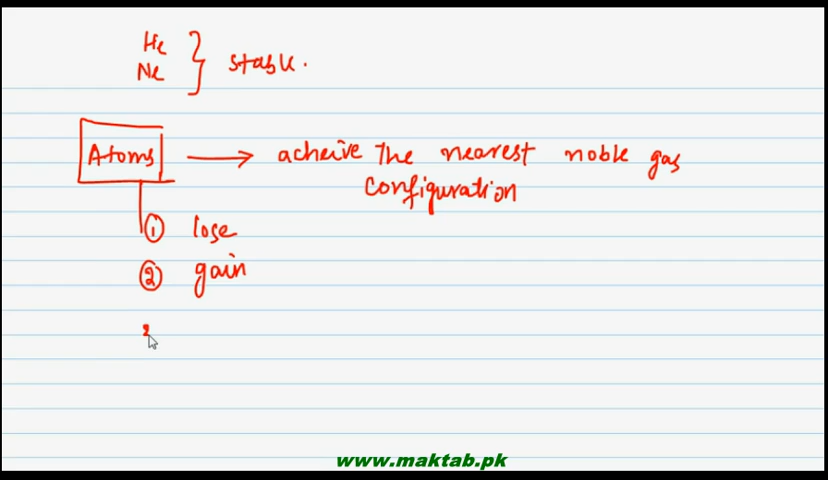 He
Ne } stable.
Atoms → acheive The nearest noble gas
configuration
① lose
② gain
www.maktab.pk